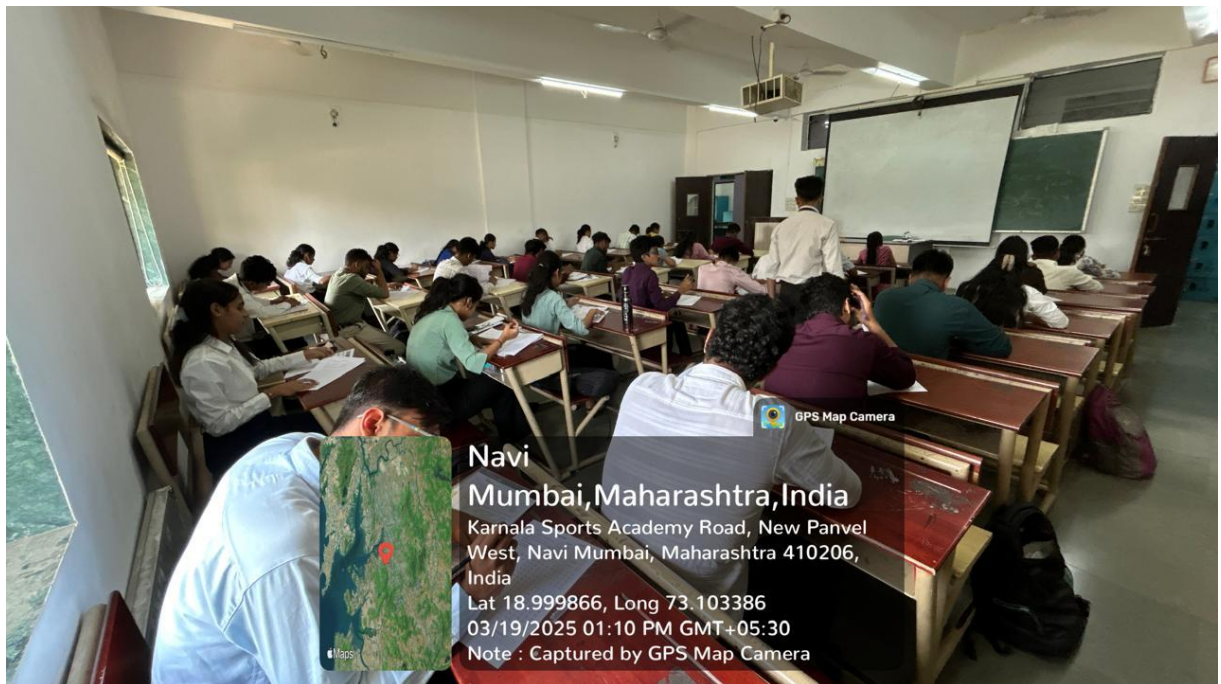 GPS Map Camera
Navi
Mumbai,Maharashtra,India
Karnala Sports Academy Road, New Panvel
West, Navi Mumbai, Maharashtra 410206,
India
Lat 18.999866, Long 73.103386
03/19/2025 01:10 PM GMT+05:30
Note : Captured by GPS Map Camera
Maps